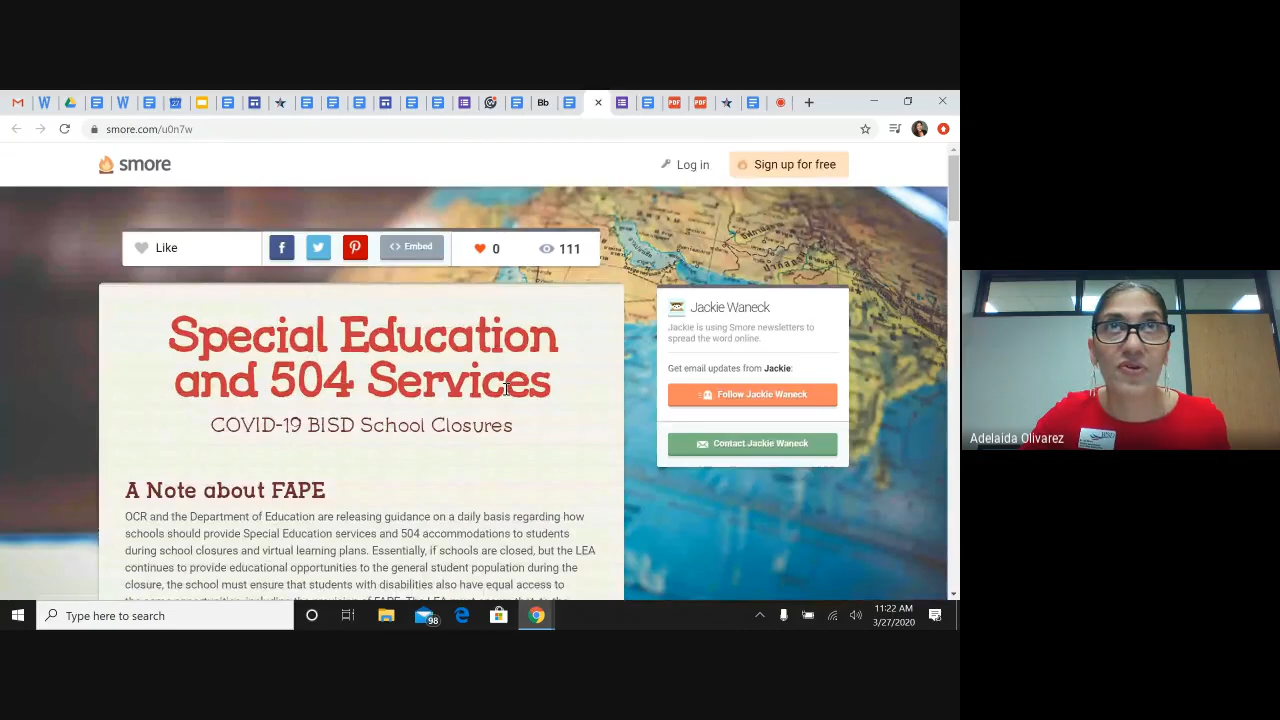 27
Bb
PDF
PDF
smore.com/u0n7w
smore
Log in
Sign up for free
Like
Embed
0
111
Special Education
and 504 Services
COVID-19 BISD School Closures
A Note about FAPE
OCR and the Department of Education are releasing guidance on a daily basis regarding how
schools should provide Special Education services and 504 accommodations to students
during school closures and virtual learning plans. Essentially, if schools are closed, but the LEA
continues to provide educational opportunities to the general student population during the
closure, the school must ensure that students with disabilities also have equal access to
Jackie Waneck
Jackie is using Smore newsletters to
spread the word online.
Get email updates from Jackie:
Follow Jackie Waneck
Contact Jackie Waneck
Adelaida Olivarez
Type here to search
98
11:22 AM
3/27/2020